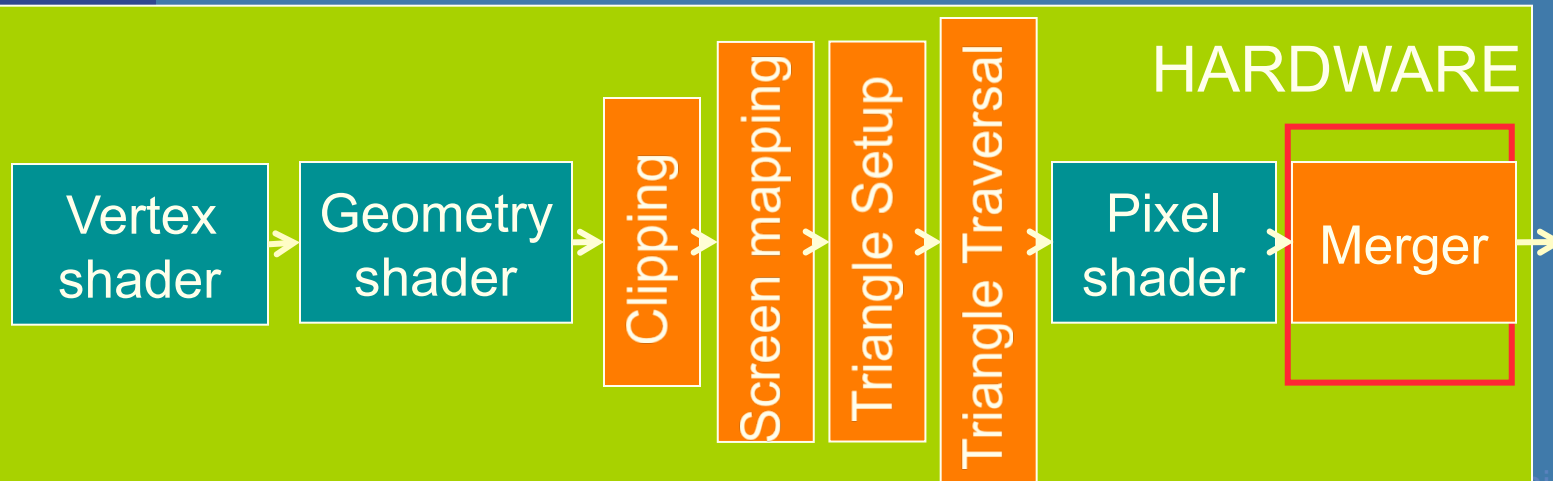 HARDWARE
Vertex
shader
Geometry
shader
Clipping
Screen mapping
Triangle Setup
Triangle Traversal
Pixel
shader
Merger